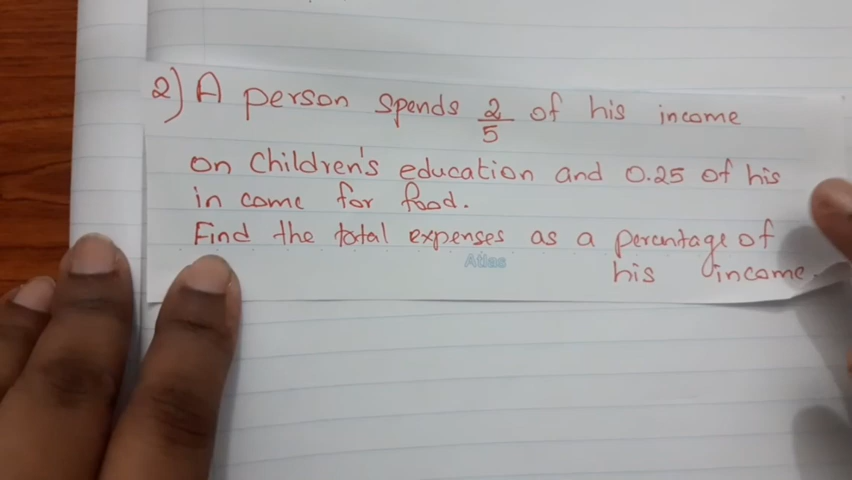 2) A person spends 2/5 of his income
on children's education and 0.25 of his
in come for food.
Find the total expenses as a percentage of
his income.
Atlas